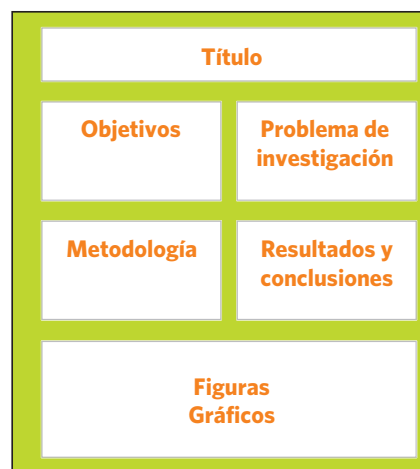 Título
Objetivos
Problema de
investigación
Metodología
Resultados y
conclusiones
Figuras
Gráficos